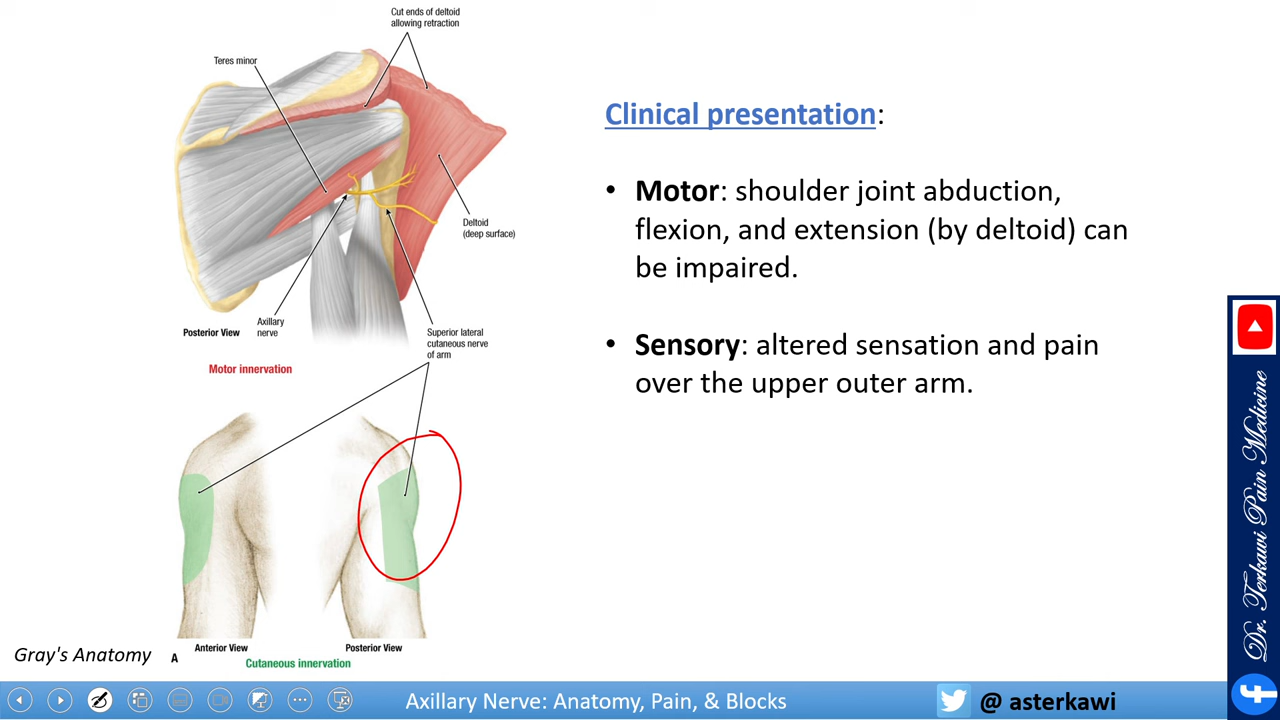 Cut ends of deltoid
allowing retraction
Teres minor
Deltoid
(deep surface)
Axillary
nerve
Posterior View
Superior lateral
cutaneous nerve
of arm
Motor innervation
Anterior View
Posterior View
Cutaneous innervation
Gray's Anatomy
A
Clinical presentation:
• Motor: shoulder joint abduction,
flexion, and extension (by deltoid) can
be impaired.
• Sensory: altered sensation and pain
over the upper outer arm.
Dr. Terkawi Pain Medicine
Axillary Nerve: Anatomy, Pain, & Blocks
@ asterkawi